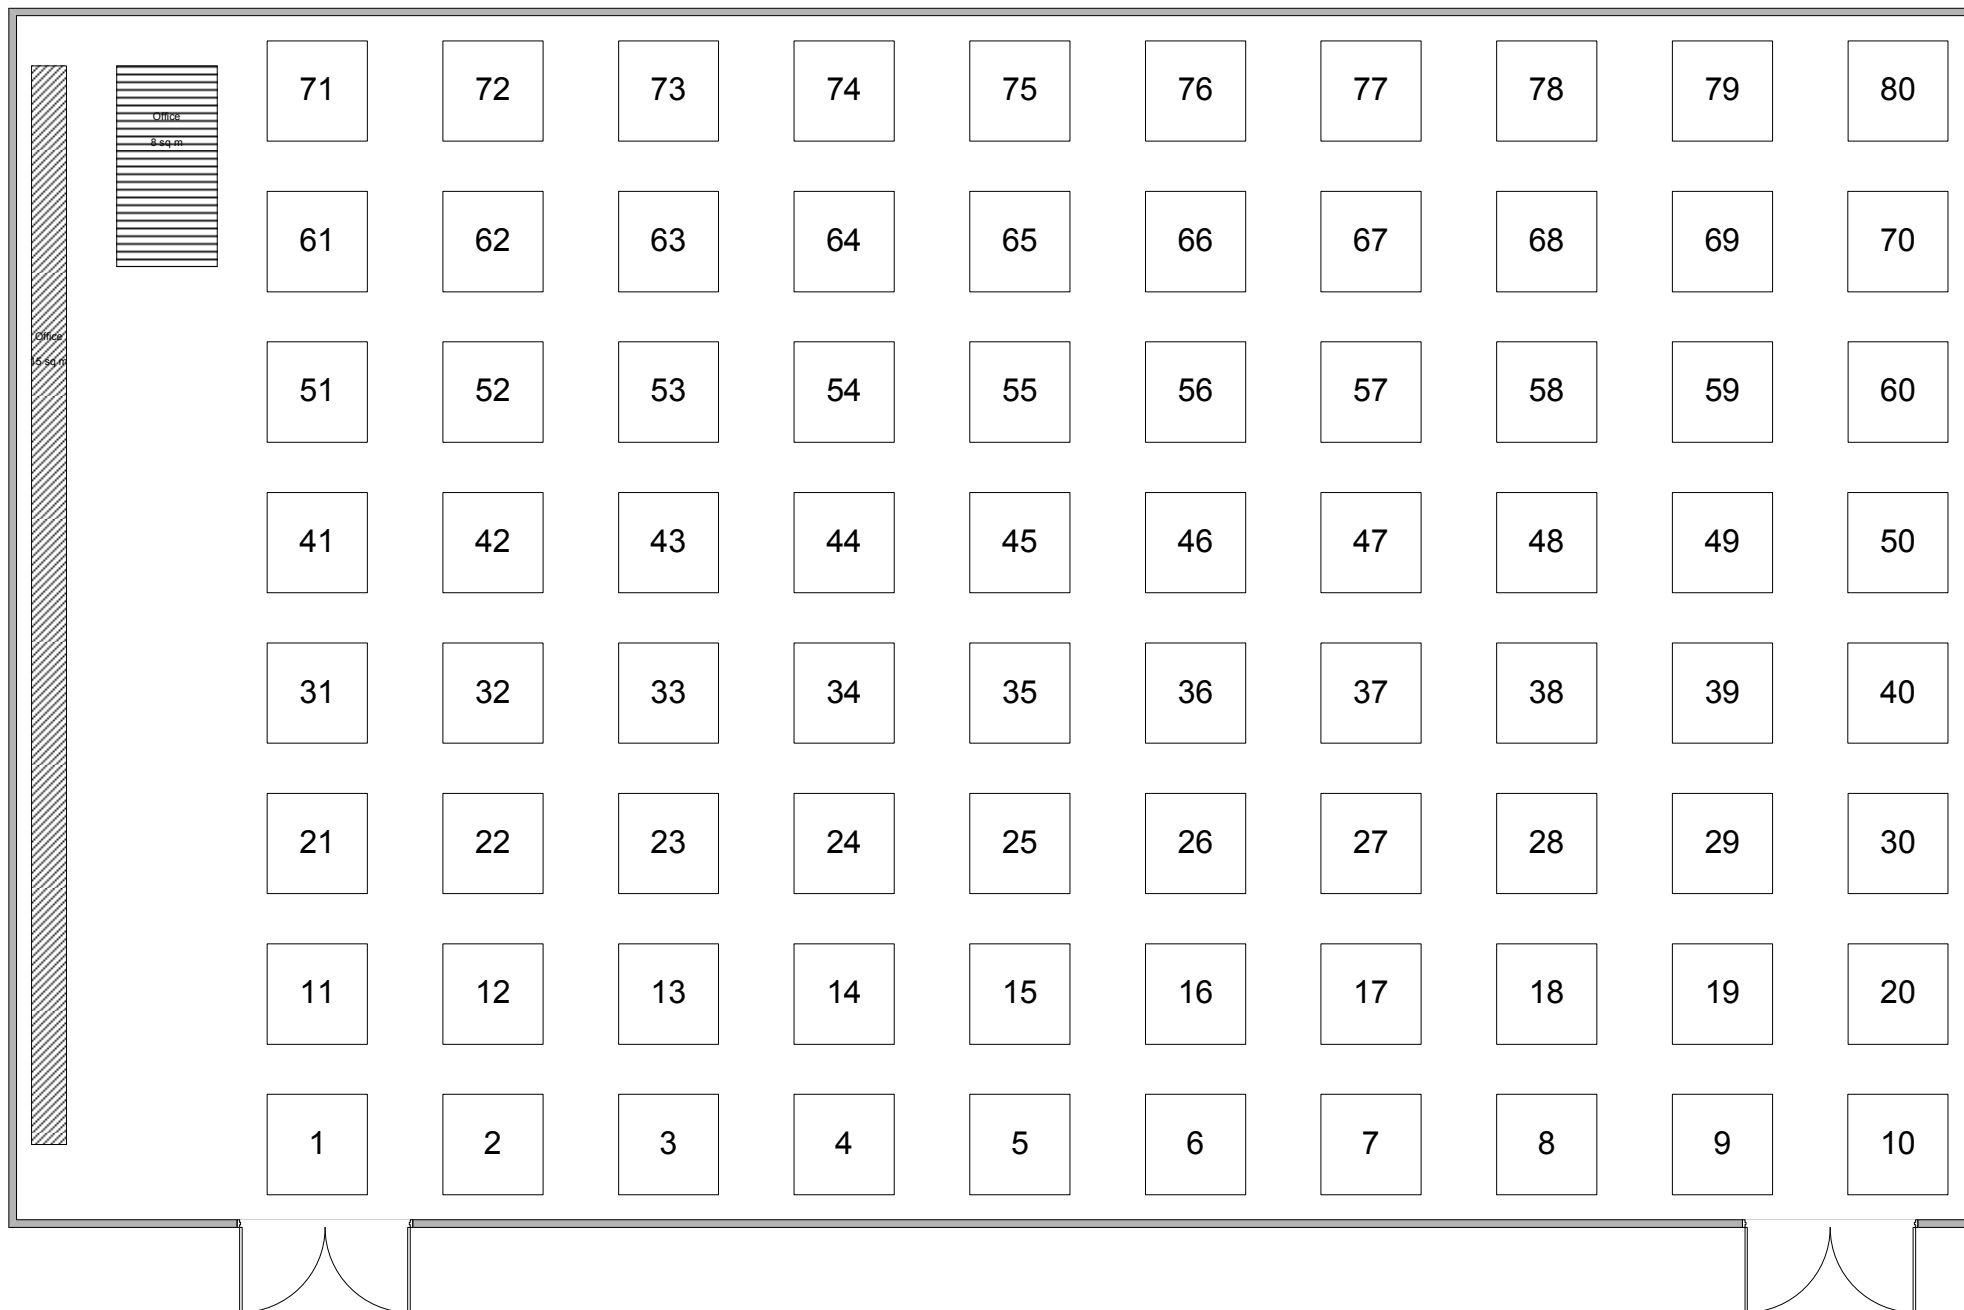 71 72 73 74 75 76 77 78 79 80
Office
8 sq m
61 62 63 64 65 66 67 68 69 70
Office
15 sq m
51 52 53 54 55 56 57 58 59 60
41 42 43 44 45 46 47 48 49 50
31 32 33 34 35 36 37 38 39 40
21 22 23 24 25 26 27 28 29 30
11 12 13 14 15 16 17 18 19 20
1 2 3 4 5 6 7 8 9 10